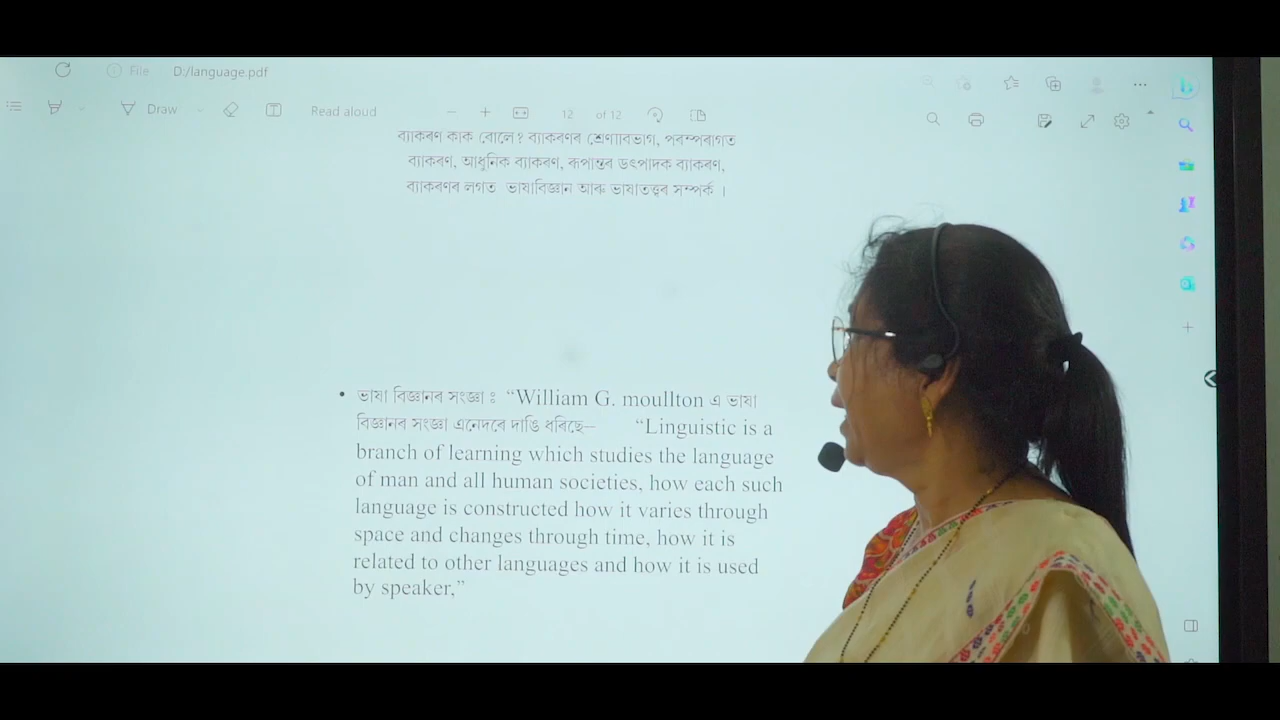 File D:/language.pdf
Draw Read aloud 12 of 12
ব্যাকৰণ কাক বোলে? ব্যাকৰণৰ শ্ৰেণীবিভাগ, পৰম্পৰাগত
ব্যাকৰণ, আধুনিক ব্যাকৰণ, ৰূপান্তৰ উৎপাদক ব্যাকৰণ,
ব্যাকৰণৰ লগত ভাষাবিজ্ঞান আৰু ভাষাতত্ত্বৰ সম্পৰ্ক ।
• ভাষা বিজ্ঞানৰ সংজ্ঞা ঃ “William G. moullton এ ভাষা
বিজ্ঞানৰ সংজ্ঞা এনেদৰে দাঙি ধৰিছে– “Linguistic is a
branch of learning which studies the language
of man and all human societies, how each such
language is constructed how it varies through
space and changes through time, how it is
related to other languages and how it is used
by speaker,”